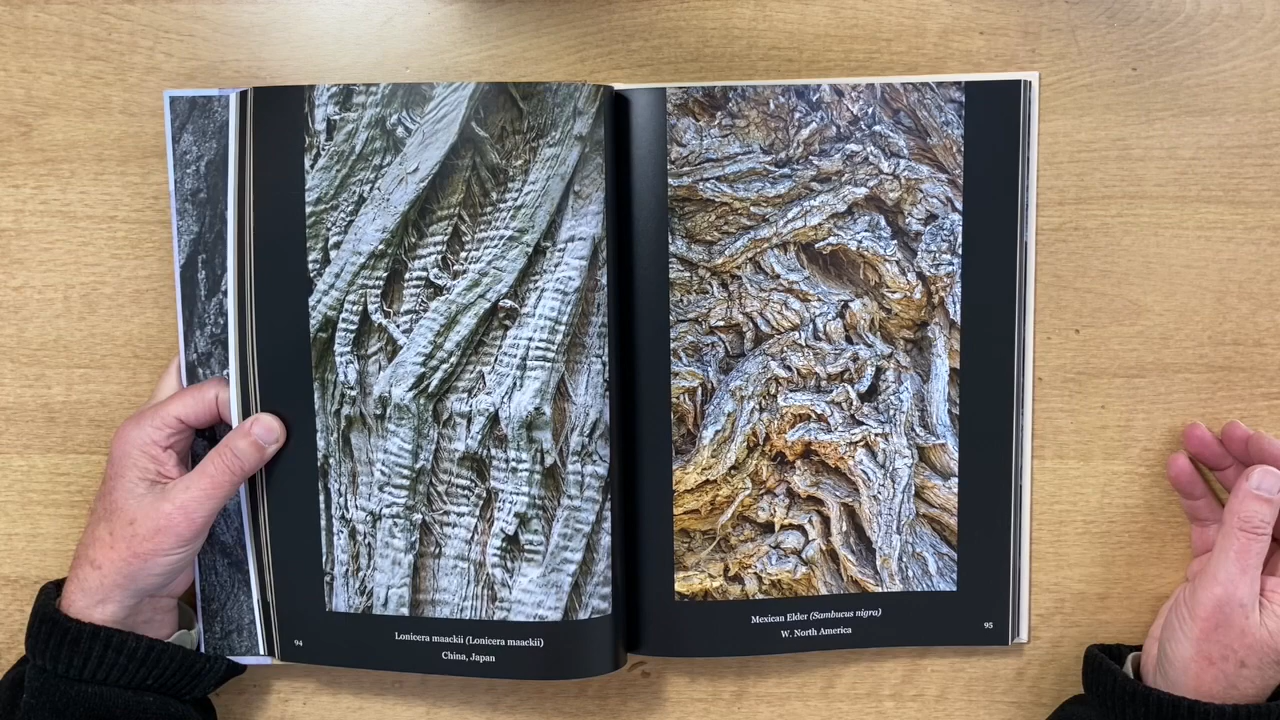 Lonicera maackii (Lonicera maackii)
China, Japan
94
Mexican Elder (Sambucus nigra)
W. North America
95